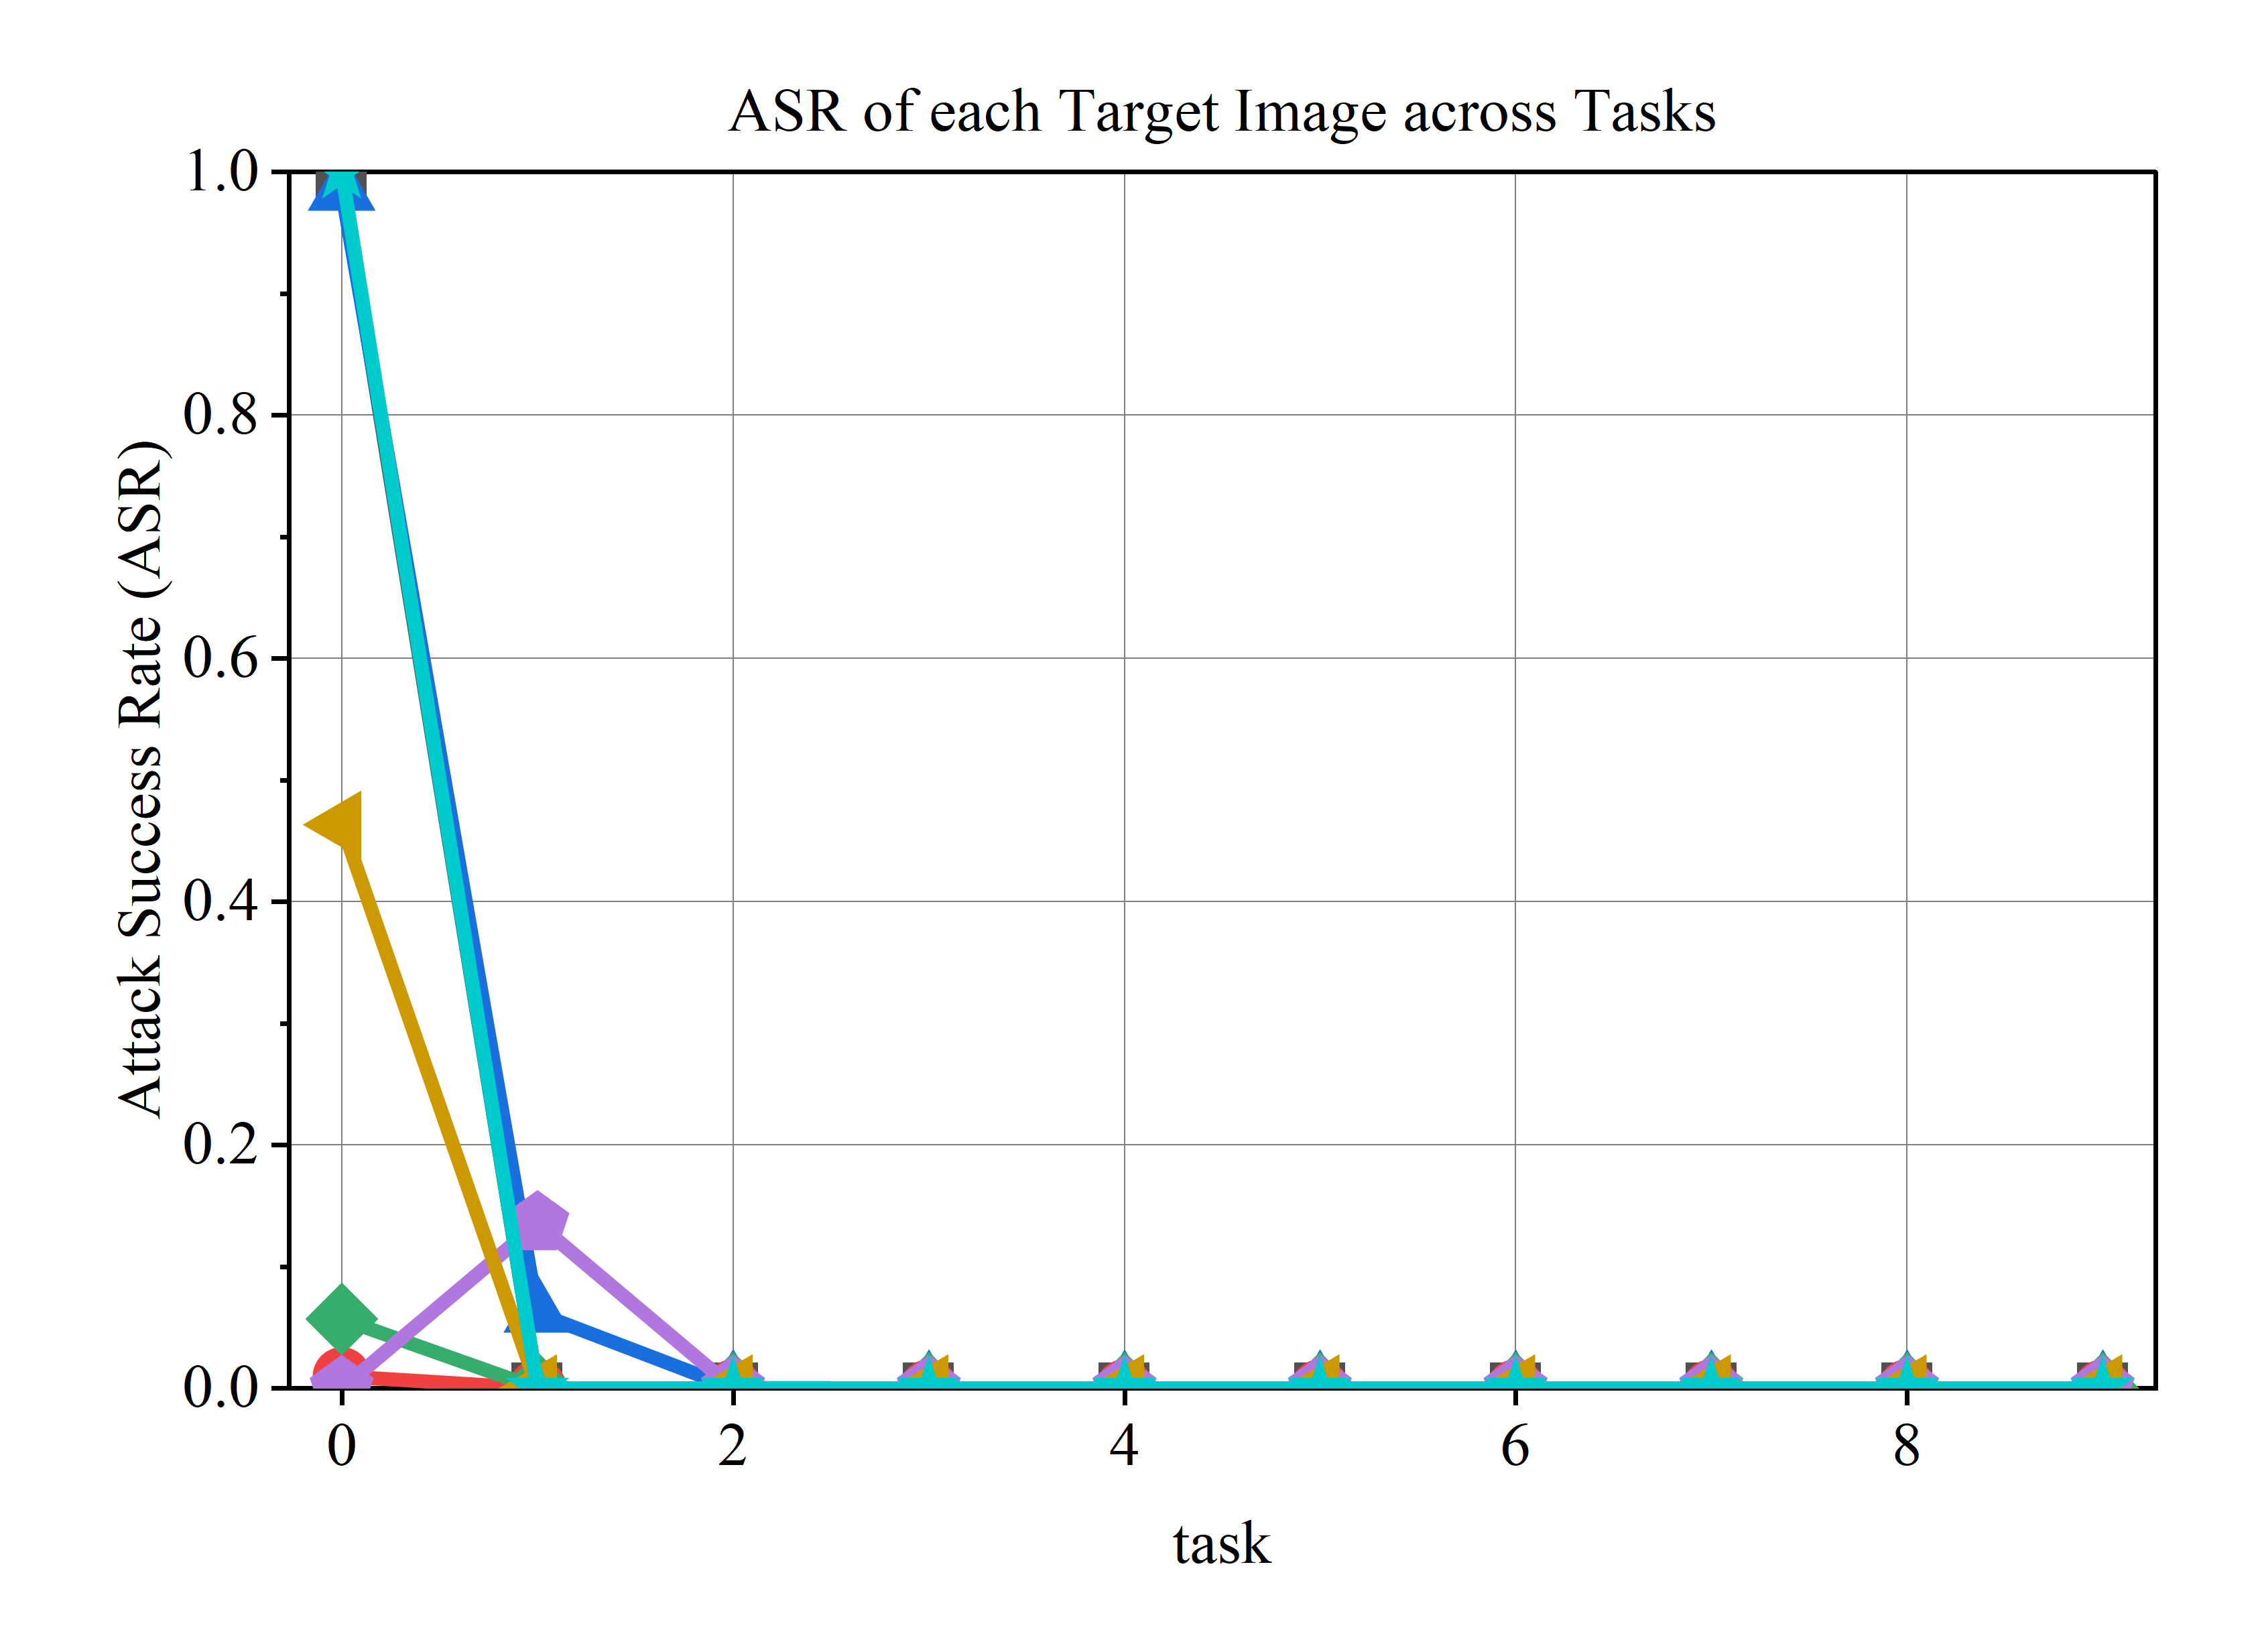 ASR of each Target Image across Tasks
1.0
0.8
0.6
0.4
0.2
0.0
Attack Success Rate (ASR)
0 2 4 6 8
task